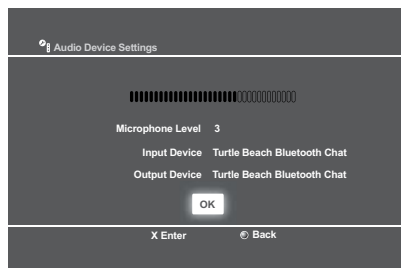 Audio Device Settings
Microphone Level 3
Input Device Turtle Beach Bluetooth Chat
Output Device Turtle Beach Bluetooth Chat
OK
X Enter Back